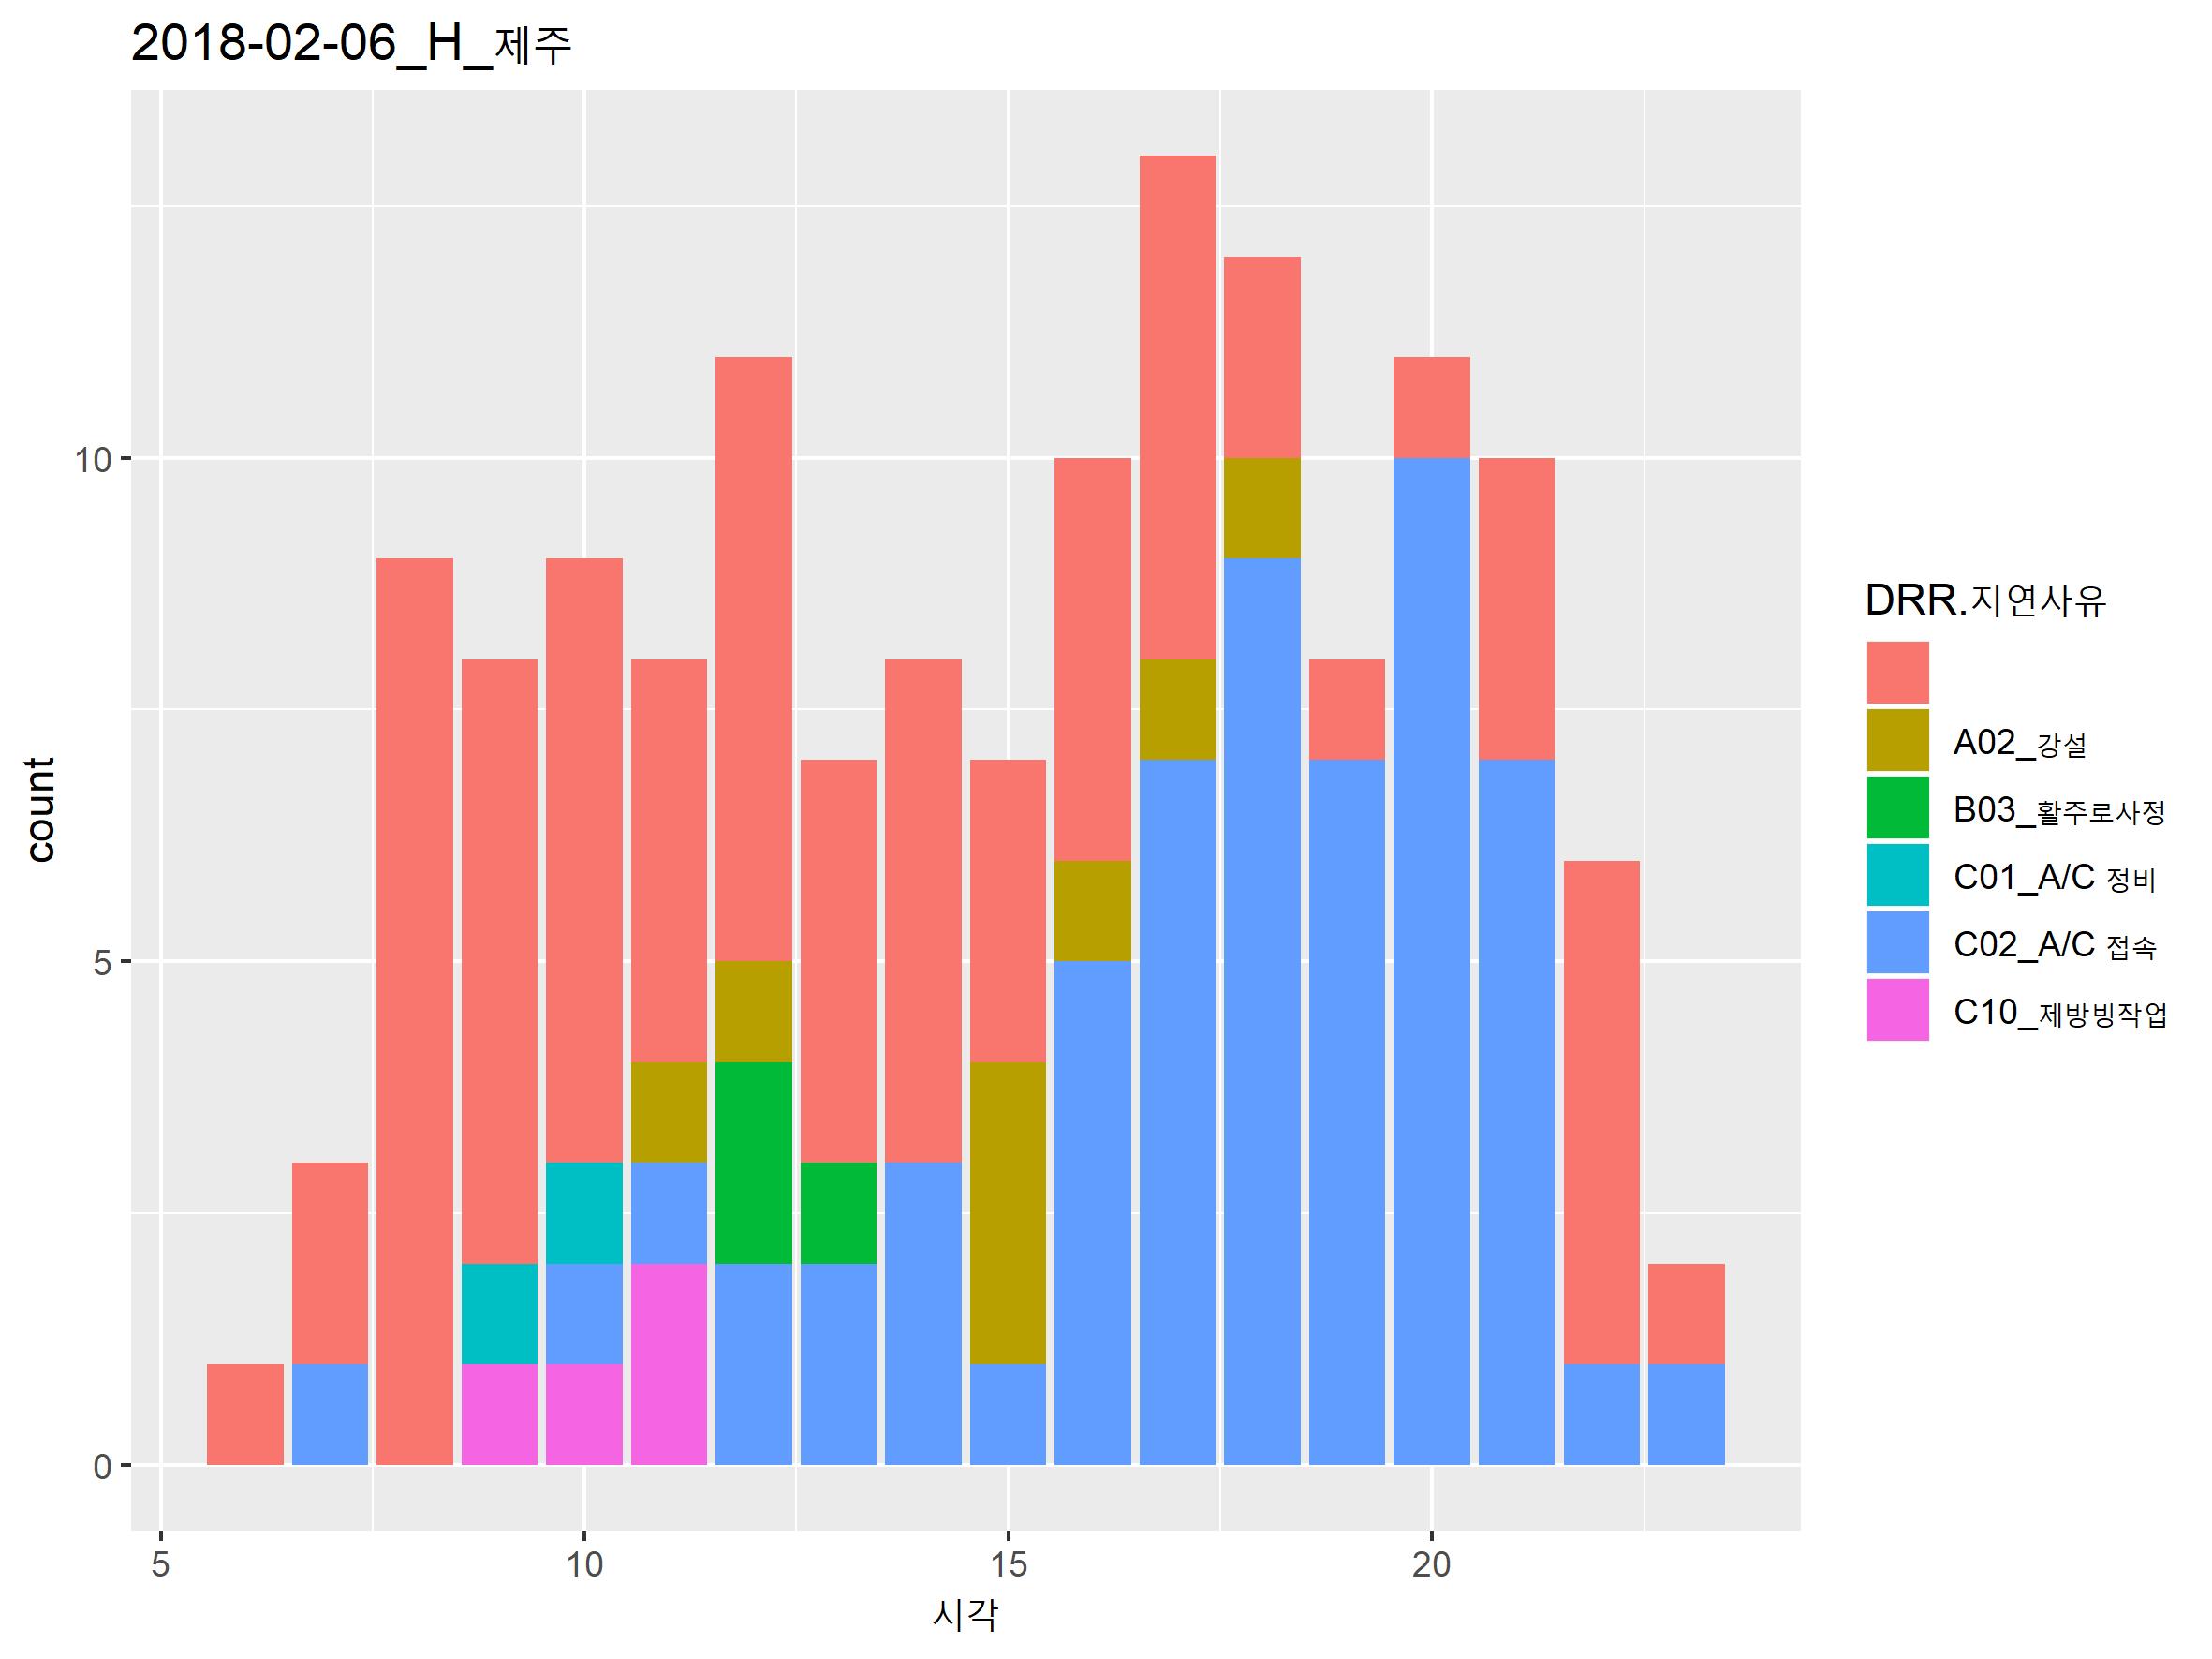 2018-02-06_H_제주
count
10
5
0
5 10 15 20
시각
DRR.지연사유
A02_강설
B03_활주로사정
C01_A/C 정비
C02_A/C 접속
C10_제방빙작업